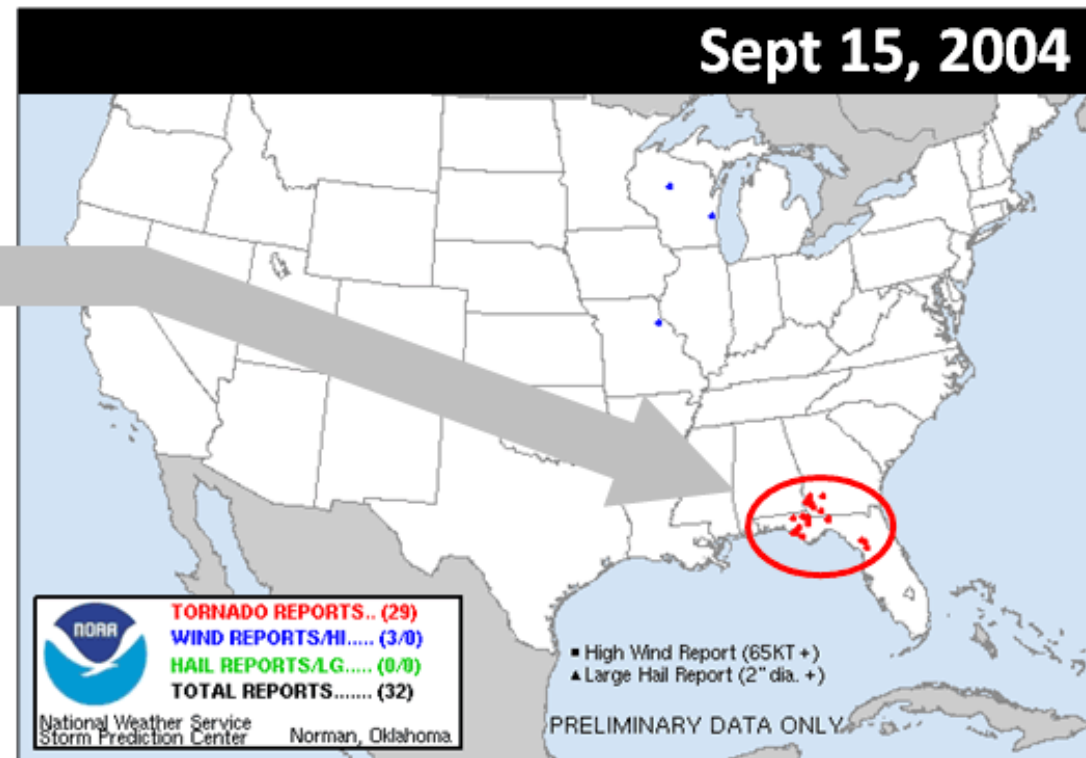 Sept 15, 2004
NOAA
TORNADO REPORTS.. (29)
WIND REPORTS/HI..... (3/0)
HAIL REPORTS/LG..... (0/0)
TOTAL REPORTS....... (32)
National Weather Service
Storm Prediction Center Norman, Oklahoma
High Wind Report (65KT +)
Large Hail Report (2" dia. +)
PRELIMINARY DATA ONLY